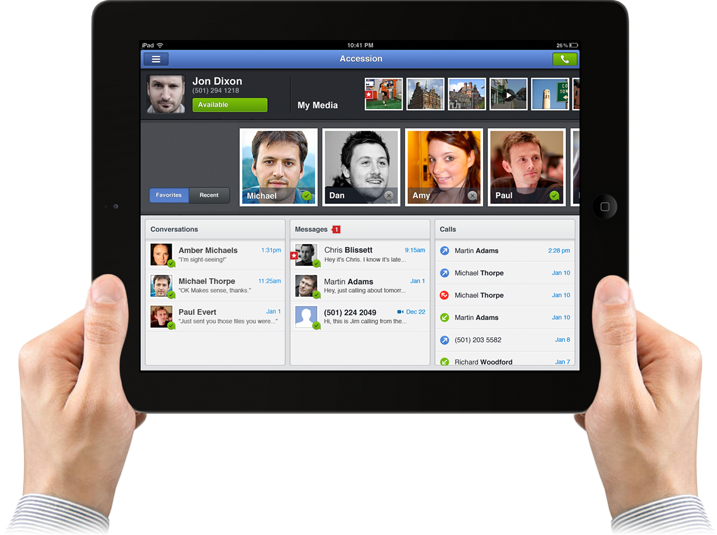 iPad
10:41 PM
25%
Accession
Jon Dixon
(501) 294 1218
Available
My Media
Favorites
Recent
Michael
Dan
Amy
Paul
Conversations
Amber Michaels 1:31pm
"I'm sight-seeing!"
Michael Thorpe 11:25am
"OK Makes sense, thanks."
Paul Evert Jan 1
"Just sent you those files you were..."
Messages 1
Chris Blissett 9:15am
Hey it's Chris. I know it's late...
Martin Adams Jan 1
Hey, just calling about tomorr...
(501) 224 2049 Dec 22
Hi, this is Jim calling from the...
Calls
Martin Adams 2:28 pm
Michael Thorpe Jan 10
Michael Thorpe Jan 10
Martin Adams Jan 10
(501) 203 5582 Jan 8
Richard Woodford Jan 7